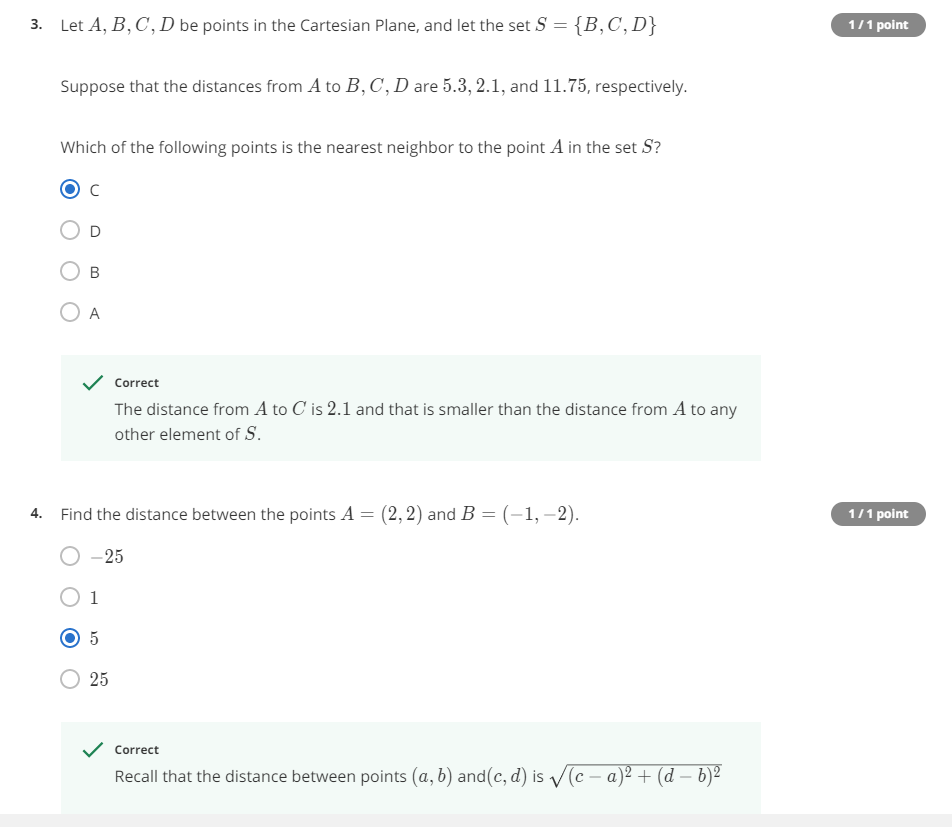 3. Let A, B, C, D be points in the Cartesian Plane, and let the set S = {B, C, D} 1 / 1 point
Suppose that the distances from A to B, C, D are 5.3, 2.1, and 11.75, respectively.
Which of the following points is the nearest neighbor to the point A in the set S?
C
D
B
A
Correct
The distance from A to C is 2.1 and that is smaller than the distance from A to any
other element of S.
4. Find the distance between the points A = (2, 2) and B = (−1, −2). 1 / 1 point
−25
1
5
25
Correct
Recall that the distance between points (a, b) and(c, d) is √(c − a)² + (d − b)²